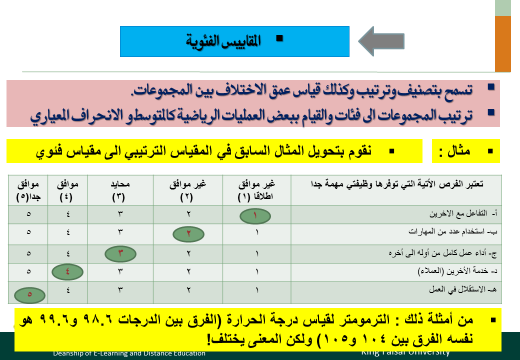 المقاييس الفئوية
تسمح بتصنيف وترتيب وكذلك قياس عمق الاختلاف بين المجموعات.
ترتيب المجموعات الى فئات والقيام ببعض العمليات الرياضية كالمتوسط و الانحراف المعياري
مثال : نقوم بتحويل المثال السابق في المقياس الترتيبي الى مقياس فئوي
تعتبر الفرص الأتية التي توفرها وظيفتي مهمة جدا غير موافق اطلاقا (١) غير موافق (٢) محايد (٣) موافق (٤) موافق جدا(٥)
أ- التفاعل مع الاخرين ١ ٢ ٣ ٤ ٥
ب- استخدام عدد من المهارات ١ ٢ ٣ ٤ ٥
ج- أداء عمل كامل من أوله الى أخره ١ ٢ ٣ ٤ ٥
د- خدمة الأخرين (العملاء) ١ ٢ ٣ ٤ ٥
هـ- الاستقلال في العمل ١ ٢ ٣ ٤ ٥
من أمثلة ذلك : الترمومتر لقياس درجة الحرارة (الفرق بين الدرجات ٩٨.٦ و٩٩.٦ هو
نفسه الفرق بين ١٠٤ و١٠٥) ولكن المعنى يختلف!
Deanship of E-Learning and Distance Education King Faisal University